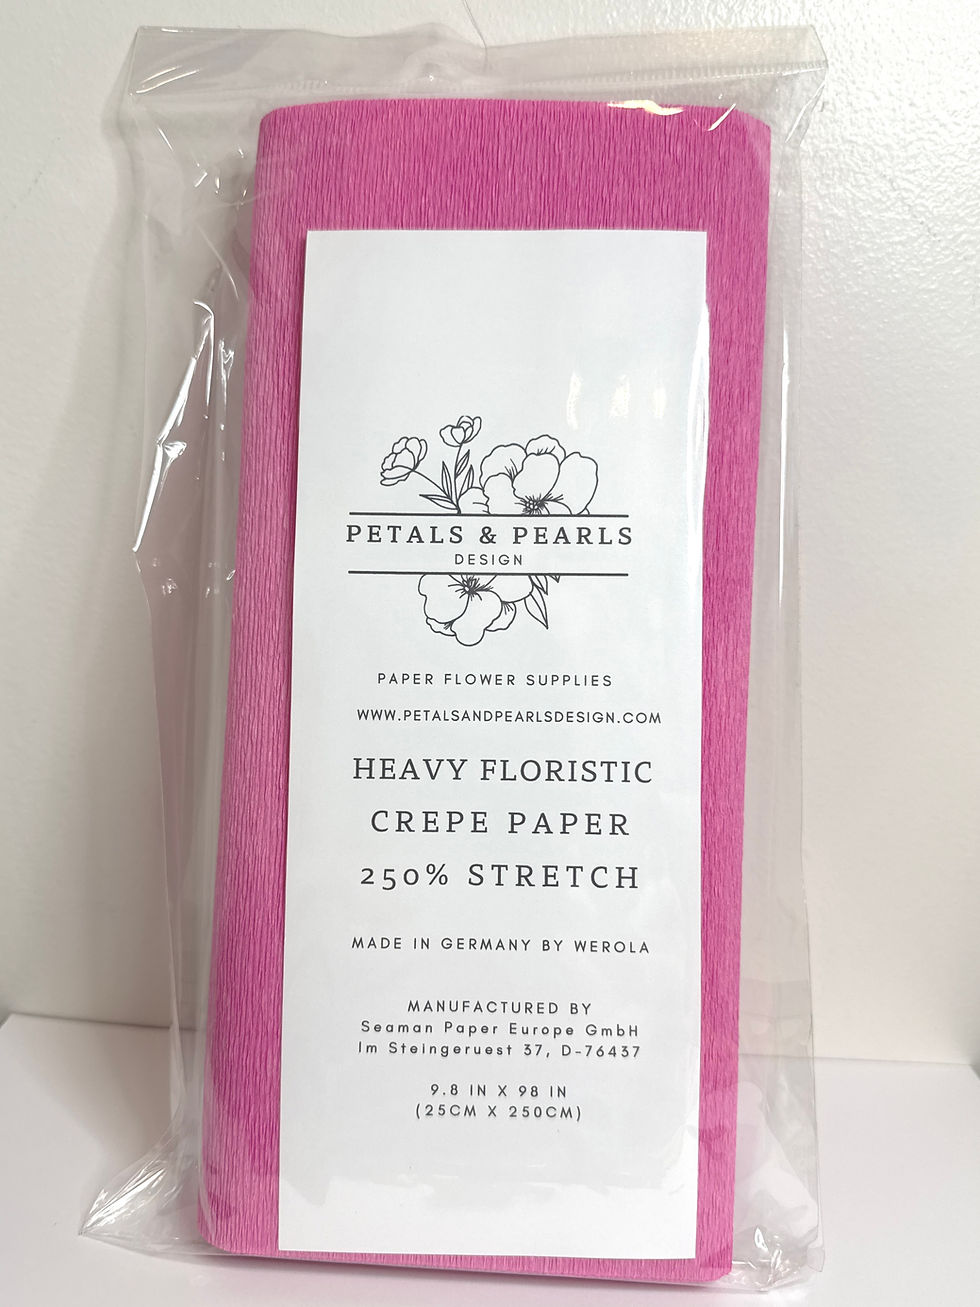 PETALS & PEARLS
DESIGN
PAPER FLOWER SUPPLIES
WWW.PETALSANDPEARLSDESIGN.COM
HEAVY FLORISTIC
CREPE PAPER
250% STRETCH
MADE IN GERMANY BY WEROLA
MANUFACTURED BY
Seaman Paper Europe GmbH
Im Steingeruest 37, D-76437
9.8 IN X 98 IN
(25CM X 250CM)